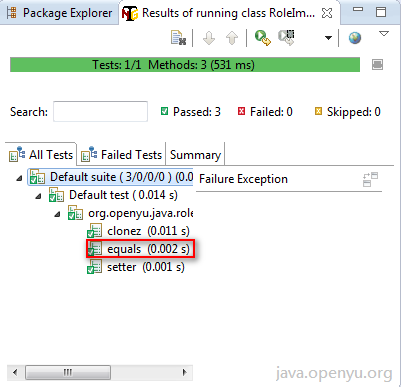 Package Explorer Results of running class RoleIm...
Tests: 1/1 Methods: 3 (531 ms)
Search: Passed: 3 Failed: 0 Skipped: 0
All Tests Failed Tests Summary
Default suite ( 3/0/0/0 ) (0.0 Failure Exception
Default test ( 0.014 s)
org.openyu.java.role
clonez (0.011 s)
equals (0.002 s)
setter (0.001 s)
java.openyu.org